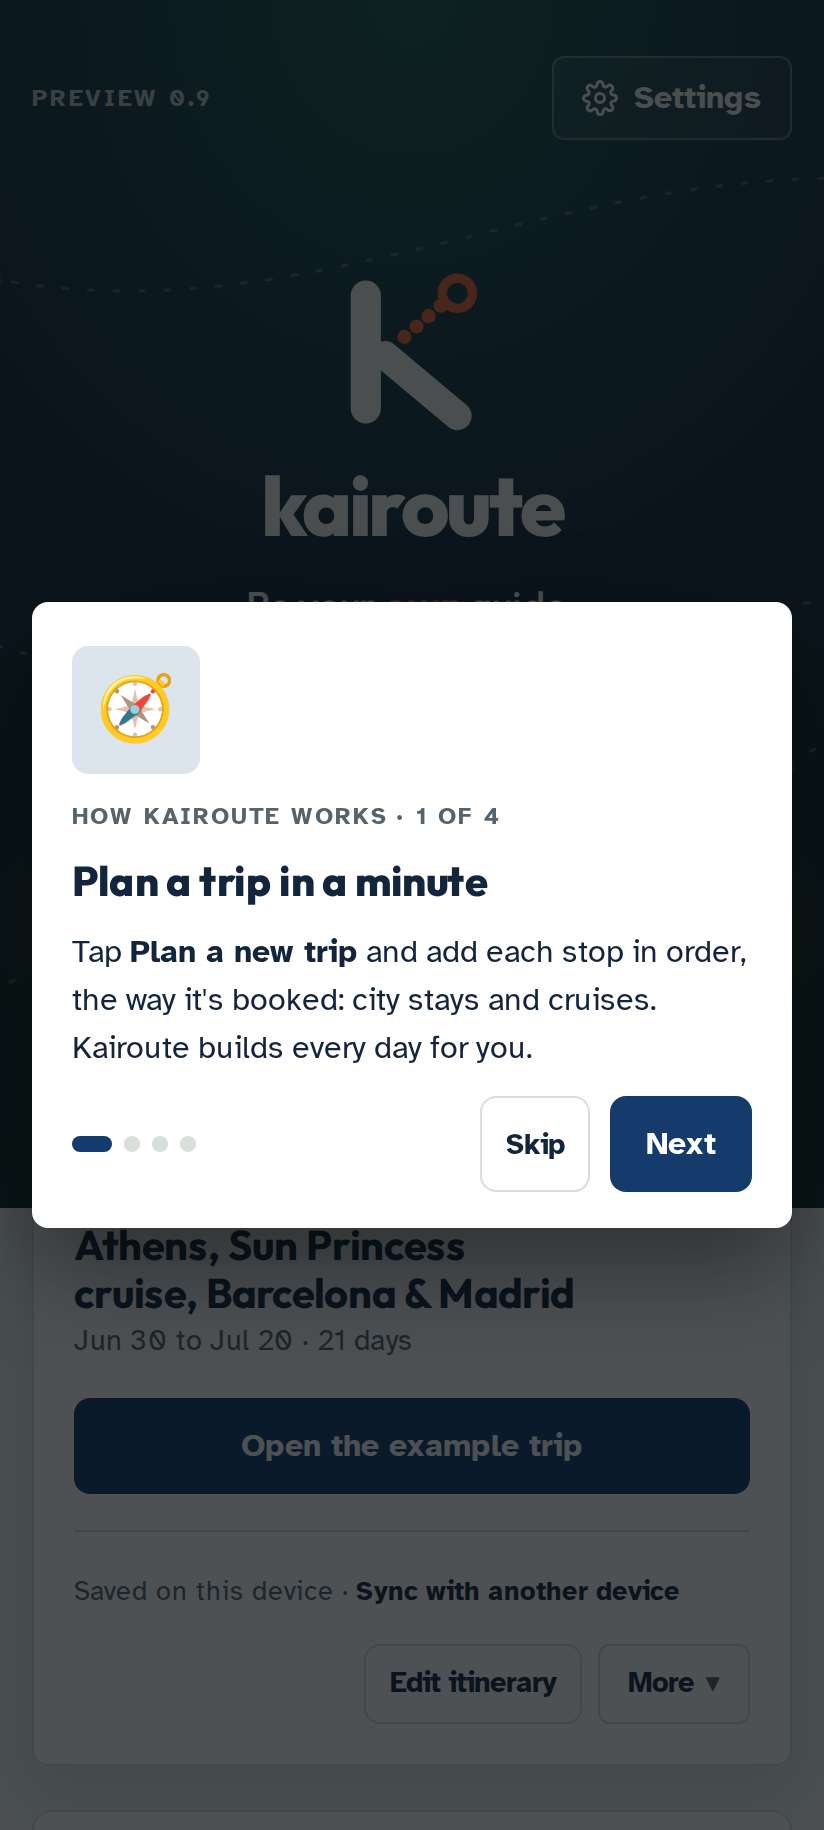 PREVIEW 0.9
Settings
kairoute
HOW KAIROUTE WORKS · 1 OF 4
Plan a trip in a minute
Tap Plan a new trip and add each stop in order,
the way it's booked: city stays and cruises.
Kairoute builds every day for you.
Skip
Next
Athens, Sun Princess
cruise, Barcelona & Madrid
Jun 30 to Jul 20 · 21 days
Open the example trip
Saved on this device · Sync with another device
Edit itinerary
More ▼